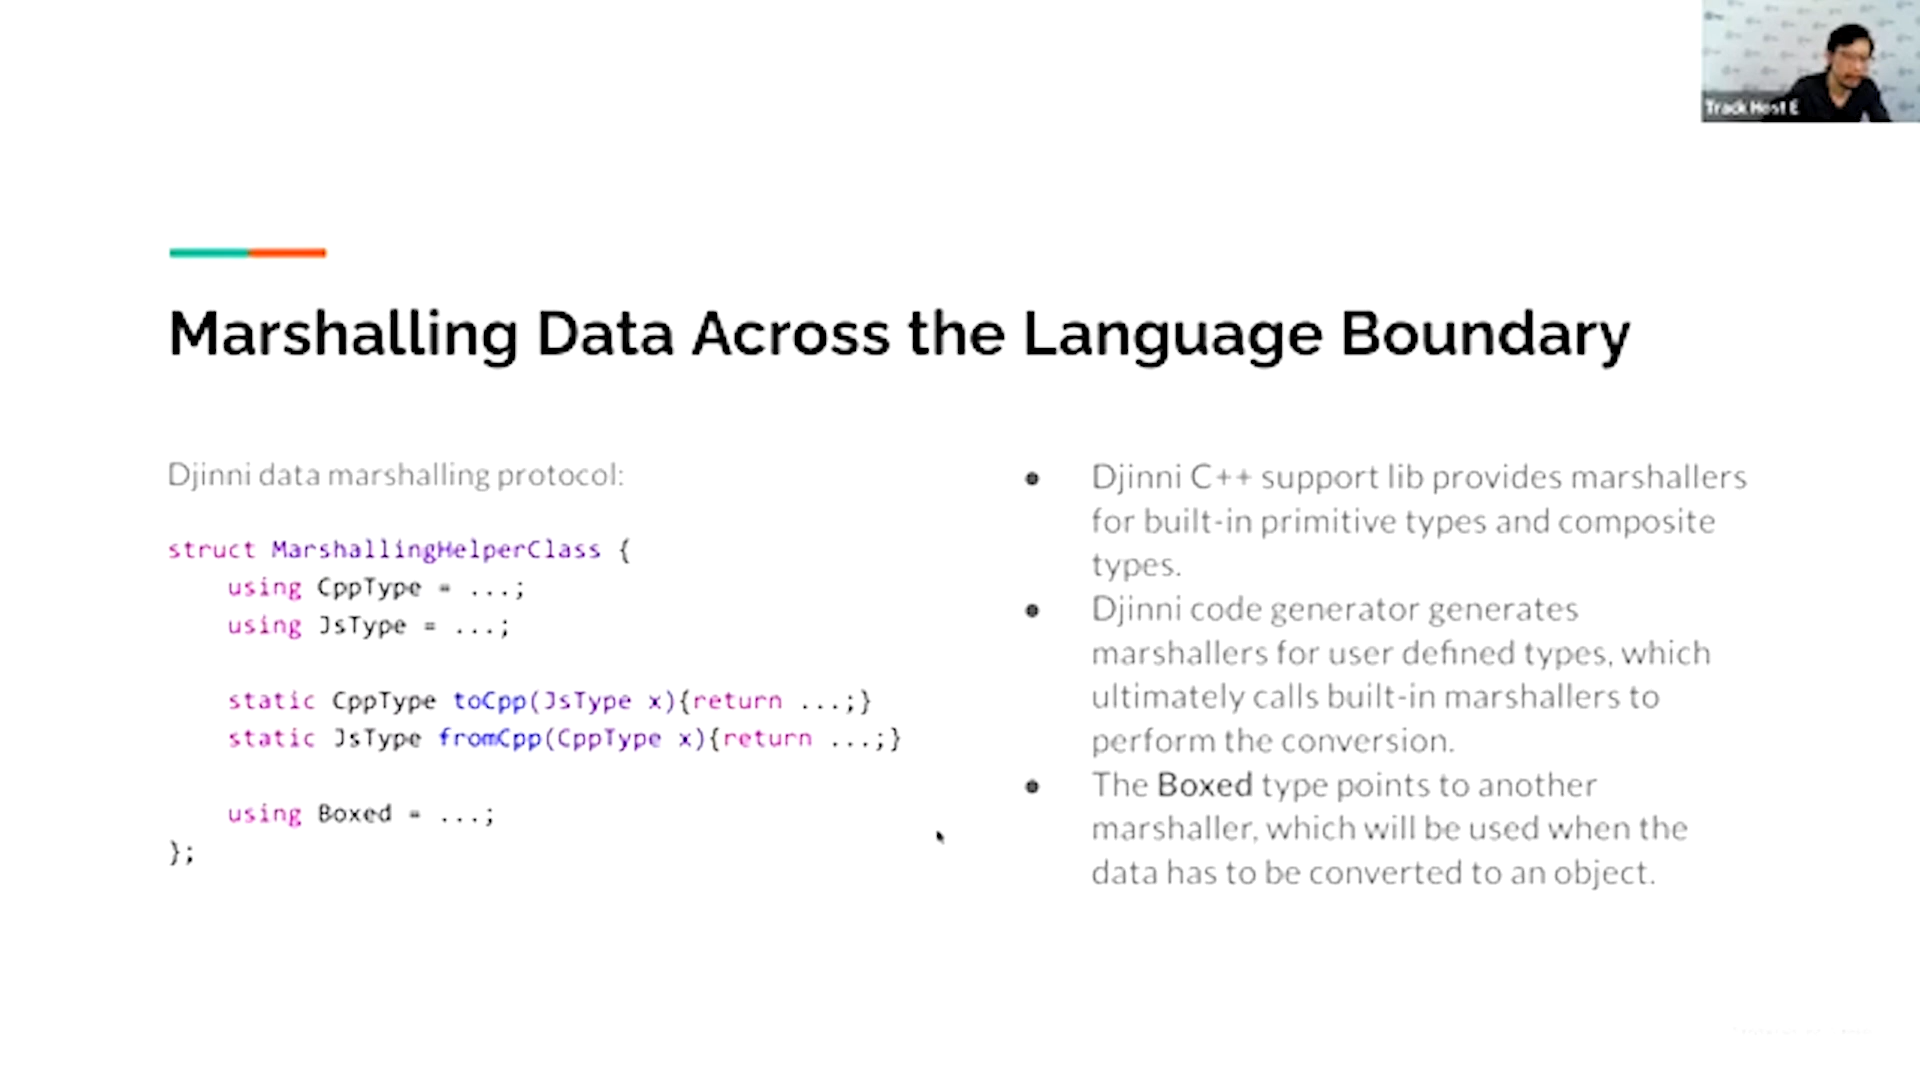 Track Host E
Marshalling Data Across the Language Boundary
Djinni data marshalling protocol:
struct MarshallingHelperClass {
    using CppType = ...;
    using JsType = ...;
    static CppType toCpp(JsType x){return ...;}
    static JsType fromCpp(CppType x){return ...;}
    using Boxed = ...;
};
● Djinni C++ support lib provides marshallers
for built-in primitive types and composite
types.
● Djinni code generator generates
marshallers for user defined types, which
ultimately calls built-in marshallers to
perform the conversion.
● The Boxed type points to another
marshaller, which will be used when the
data has to be converted to an object.